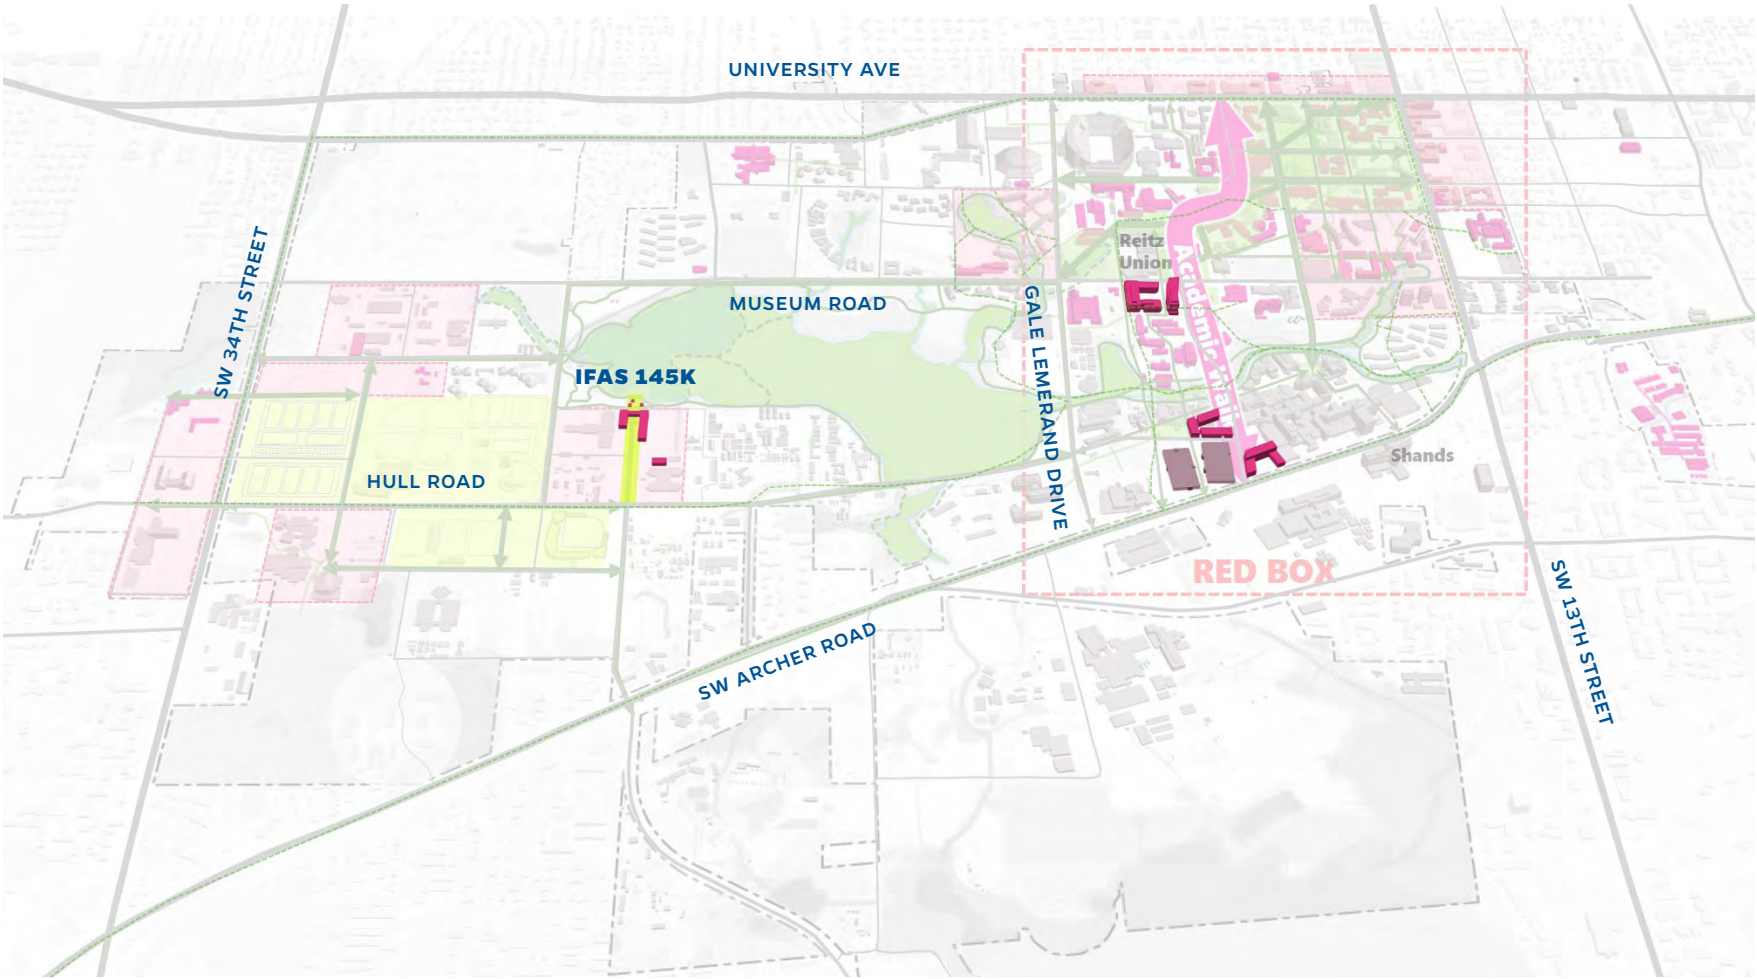 UNIVERSITY AVE
SW 34TH STREET
Reitz
Union
Academic Walk
MUSEUM ROAD
GALE LEMERAND DRIVE
IFAS 145K
HULL ROAD
Shands
RED BOX
SW 13TH STREET
SW ARCHER ROAD